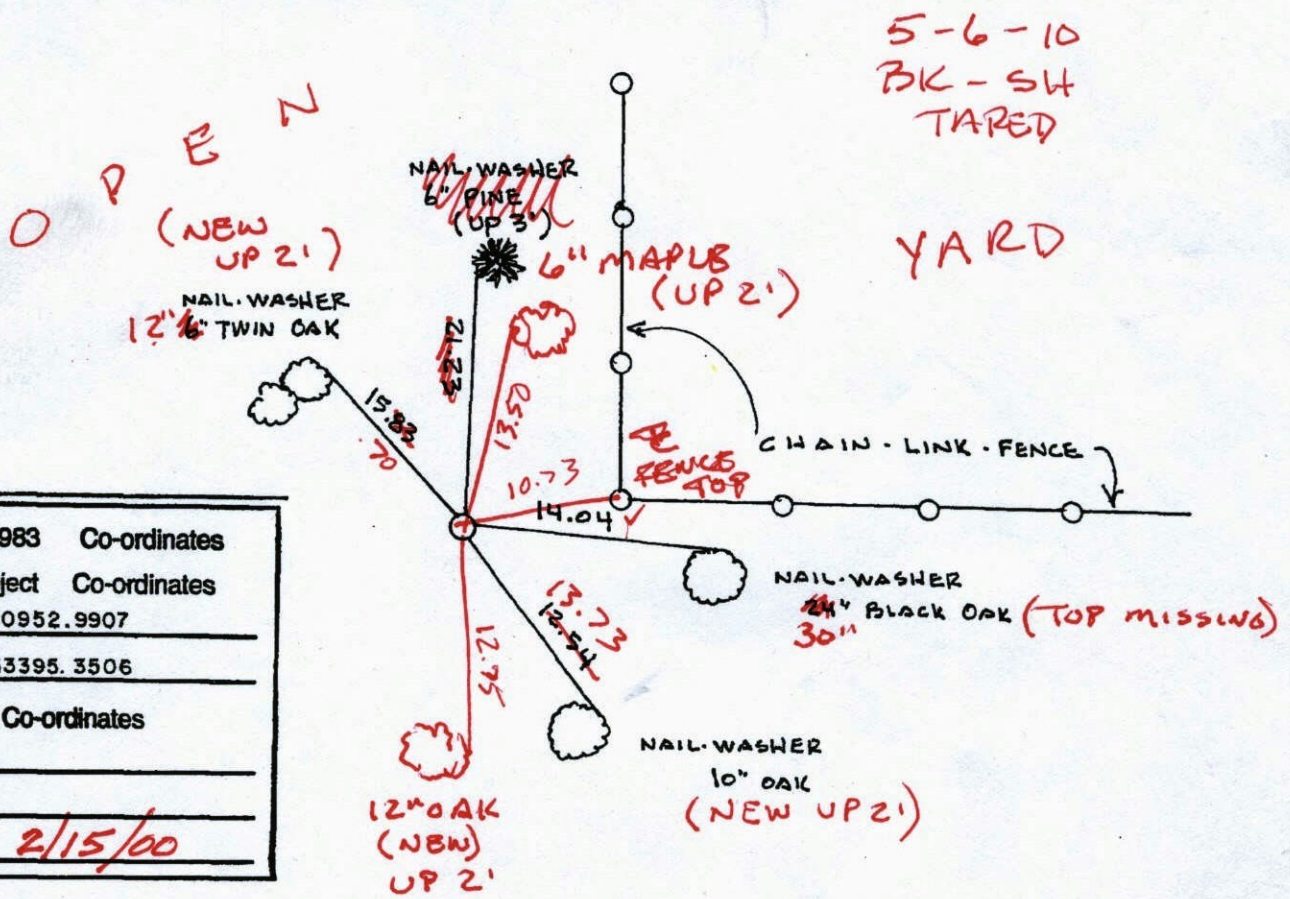 5-6-10
BK - SH
TAPED
OPEN
YARD
NAIL·WASHER
6" PINE
(UP 3')
6" MAPLE
(UP 2')
(NEW
UP 2')
NAIL·WASHER
12" 6" TWIN OAK
15.83
.70
13.50
10.73
14.04
FENCE
TOP
CHAIN-LINK-FENCE
NAIL·WASHER
24" BLACK OAK (TOP MISSING)
30"
13.73
12.54
12.75
NAIL·WASHER
10" OAK
(NEW UP 2')
12" OAK
(NEW)
UP 2'
983 Co-ordinates
ject Co-ordinates
0952.9907
3395.3506
Co-ordinates
2/15/00